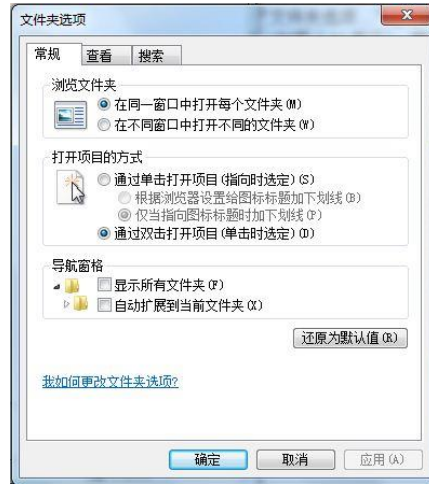 文件夹选项
常规
查看
搜索
浏览文件夹
在同一窗口中打开每个文件夹(M)
在不同窗口中打开不同的文件夹(W)
打开项目的方式
通过单击打开项目(指向时选定)(S)
根据浏览器设置给图标标题加下划线(B)
仅当指向图标标题时加下划线(P)
通过双击打开项目(单击时选定)(D)
导航窗格
显示所有文件夹(F)
自动扩展到当前文件夹(X)
还原为默认值(R)
我如何更改文件夹选项?
确定
取消
应用(A)